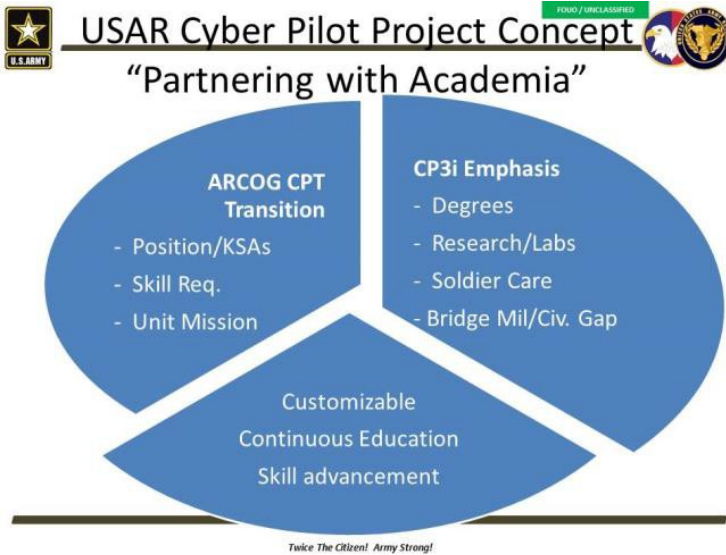 FOUO / UNCLASSIFIED
U.S.ARMY
USAR Cyber Pilot Project Concept
“Partnering with Academia”
ARCOG CPT
Transition
- Position/KSAs
- Skill Req.
- Unit Mission
CP3i Emphasis
- Degrees
- Research/Labs
- Soldier Care
- Bridge Mil/Civ. Gap
Customizable
Continuous Education
Skill advancement
Twice The Citizen! Army Strong!